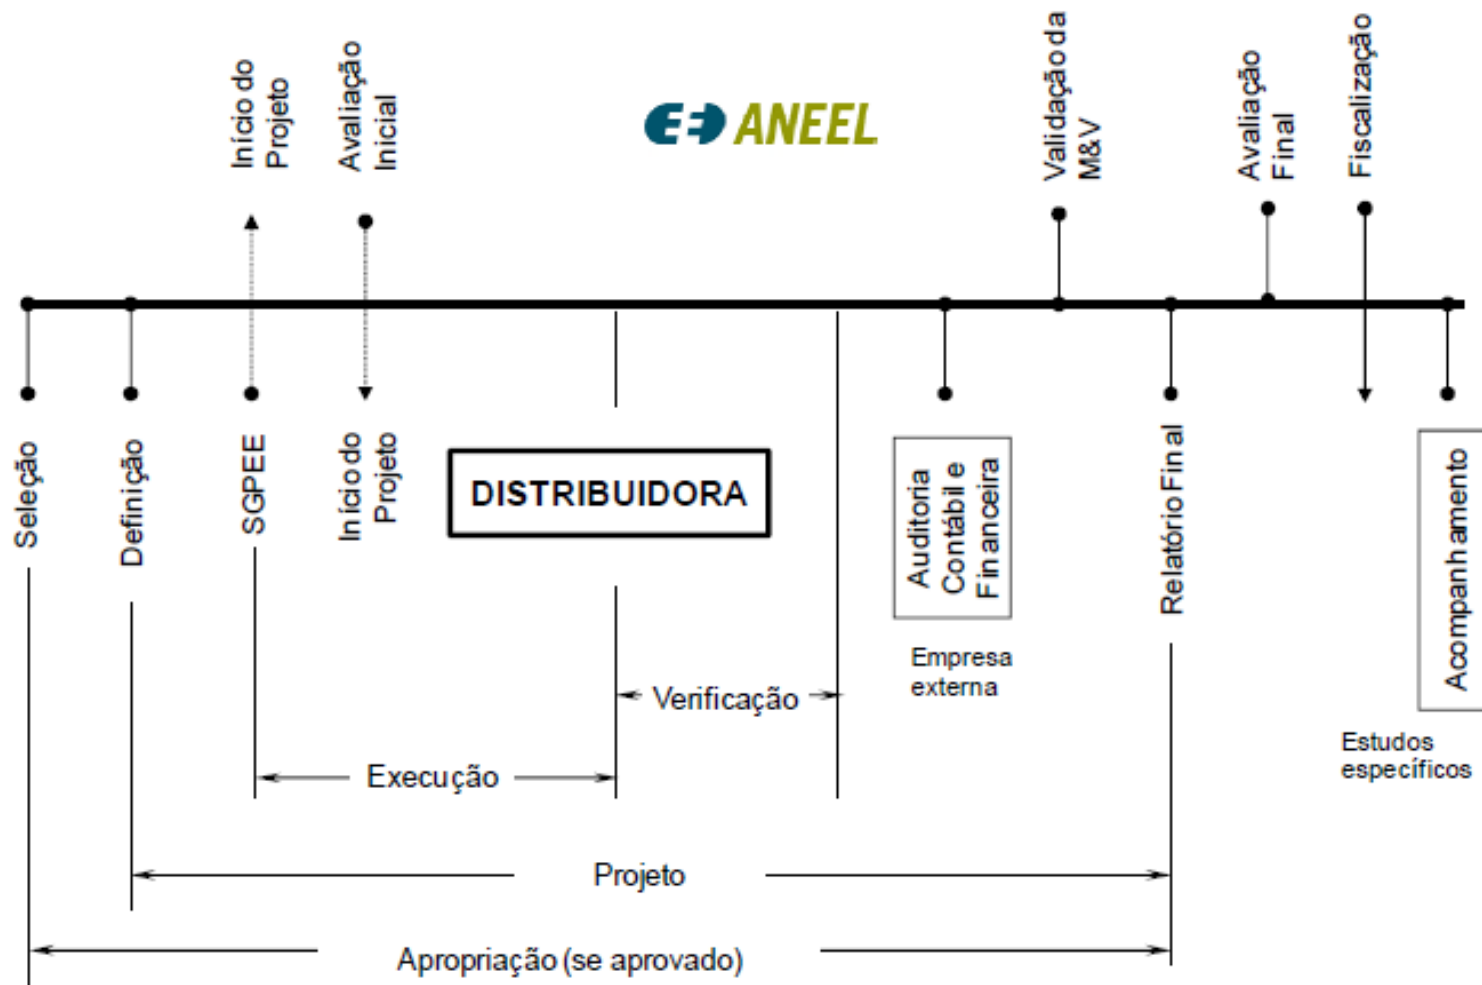 Início do
Projeto
Avaliação
Inicial
ANEEL
Validação da
M&V
Avaliação
Final
Fiscalização
Seleção
Definição
SGPEE
Início do
Projeto
DISTRIBUIDORA
Auditoria
Contábil e
Financeira
Empresa
externa
Relatório Final
Acompanhamento
Estudos
específicos
Verificação
Execução
Projeto
Apropriação (se aprovado)